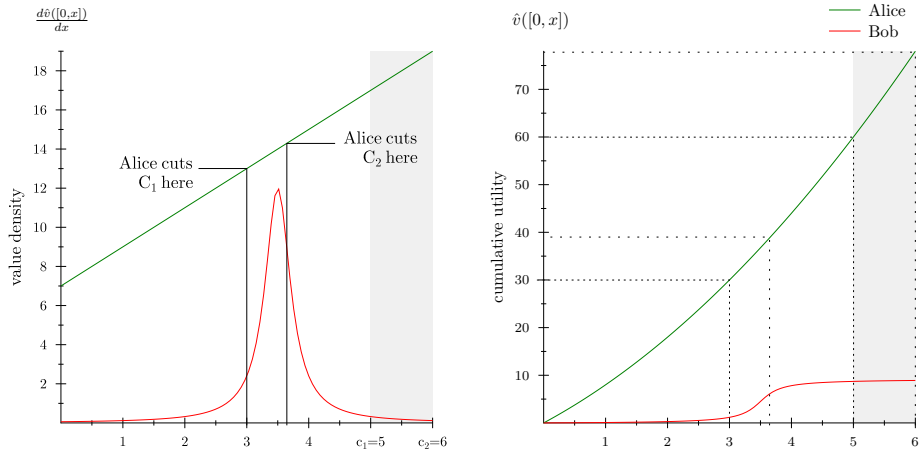 dv̂([0,x])
dx
value density
18
16
14
12
10
8
6
4
2
1
2
3
4
c₁=5
c₂=6
Alice cuts
C₁ here
Alice cuts
C₂ here
v̂([0, x])
Alice
Bob
cumulative utility
70
60
50
40
30
20
10
1
2
3
4
5
6